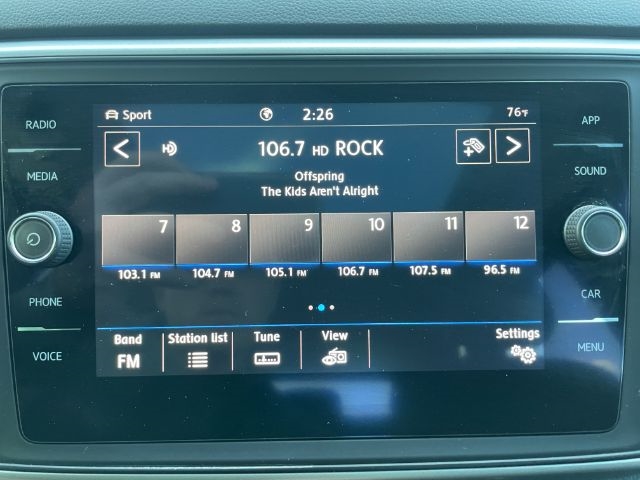 Sport 2:26 76°F
RADIO
APP
106.7 HD ROCK
MEDIA
SOUND
Offspring
The Kids Aren't Alright
7 8 9 10 11 12
103.1 FM 104.7 FM 105.1 FM 106.7 FM 107.5 FM 96.5 FM
PHONE
CAR
Band Station list Tune View Settings
FM
VOICE
MENU